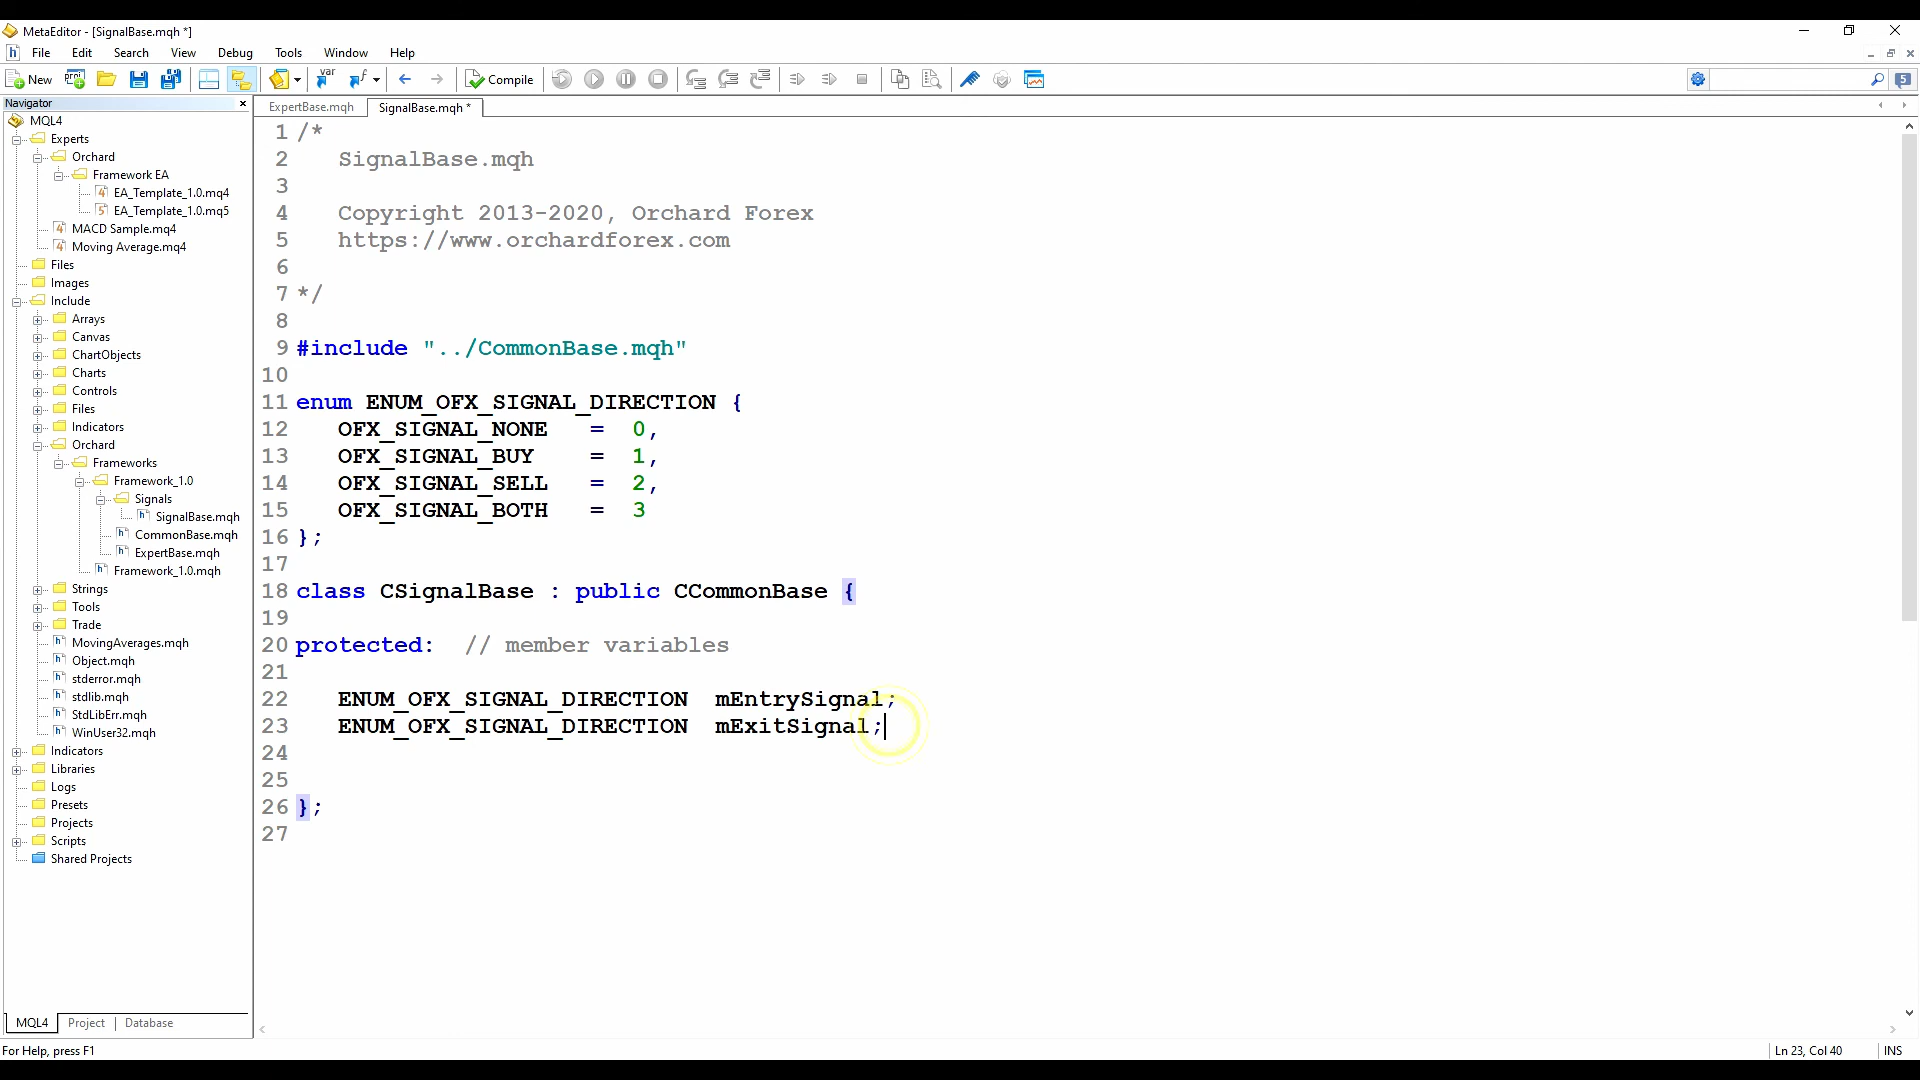 MetaEditor - [SignalBase.mqh *]
File Edit Search View Debug Tools Window Help
New Compile 5
Navigator
MQL4
Experts
Orchard
Framework EA
EA_Template_1.0.mq4
EA_Template_1.0.mq5
MACD Sample.mq4
Moving Average.mq4
Files
Images
Include
Arrays
Canvas
ChartObjects
Charts
Controls
Files
Indicators
Orchard
Frameworks
Framework_1.0
Signals
SignalBase.mqh
CommonBase.mqh
ExpertBase.mqh
Framework_1.0.mqh
Strings
Tools
Trade
MovingAverages.mqh
Object.mqh
stderror.mqh
stdlib.mqh
StdLibErr.mqh
WinUser32.mqh
Indicators
Libraries
Logs
Presets
Projects
Scripts
Shared Projects
MQL4 Project Database
ExpertBase.mqh SignalBase.mqh *
1 /*
2 SignalBase.mqh
3
4 Copyright 2013-2020, Orchard Forex
5 https://www.orchardforex.com
6
7 */
8
9 #include "../CommonBase.mqh"
10
11 enum ENUM_OFX_SIGNAL_DIRECTION {
12 OFX_SIGNAL_NONE = 0,
13 OFX_SIGNAL_BUY = 1,
14 OFX_SIGNAL_SELL = 2,
15 OFX_SIGNAL_BOTH = 3
16 };
17
18 class CSignalBase : public CCommonBase {
19
20 protected: // member variables
21
22 ENUM_OFX_SIGNAL_DIRECTION mEntrySignal;
23 ENUM_OFX_SIGNAL_DIRECTION mExitSignal;
24
25
26 };
27
For Help, press F1 Ln 23, Col 40 INS